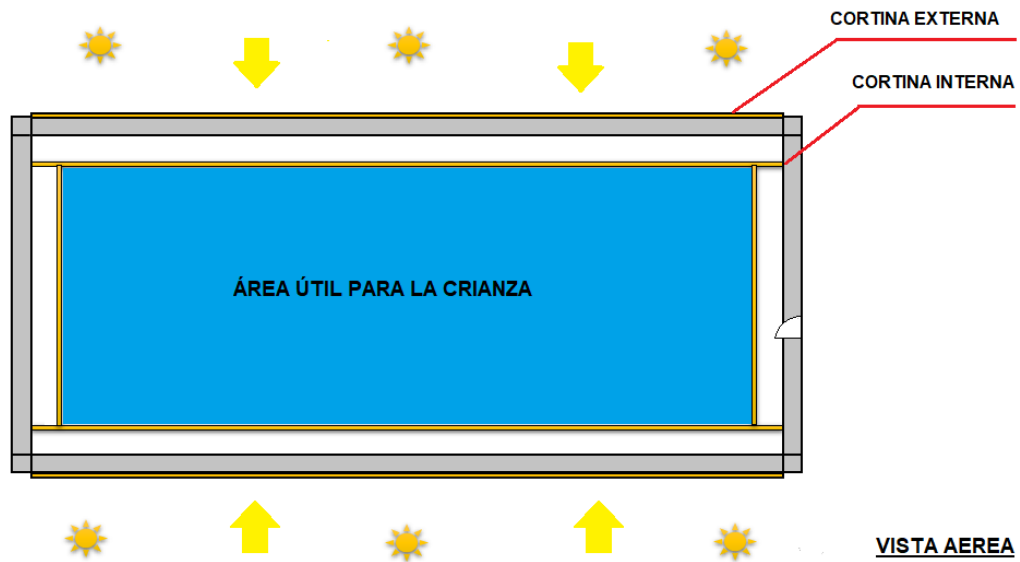 CORTINA EXTERNA
CORTINA INTERNA
ÁREA ÚTIL PARA LA CRIANZA
VISTA AEREA